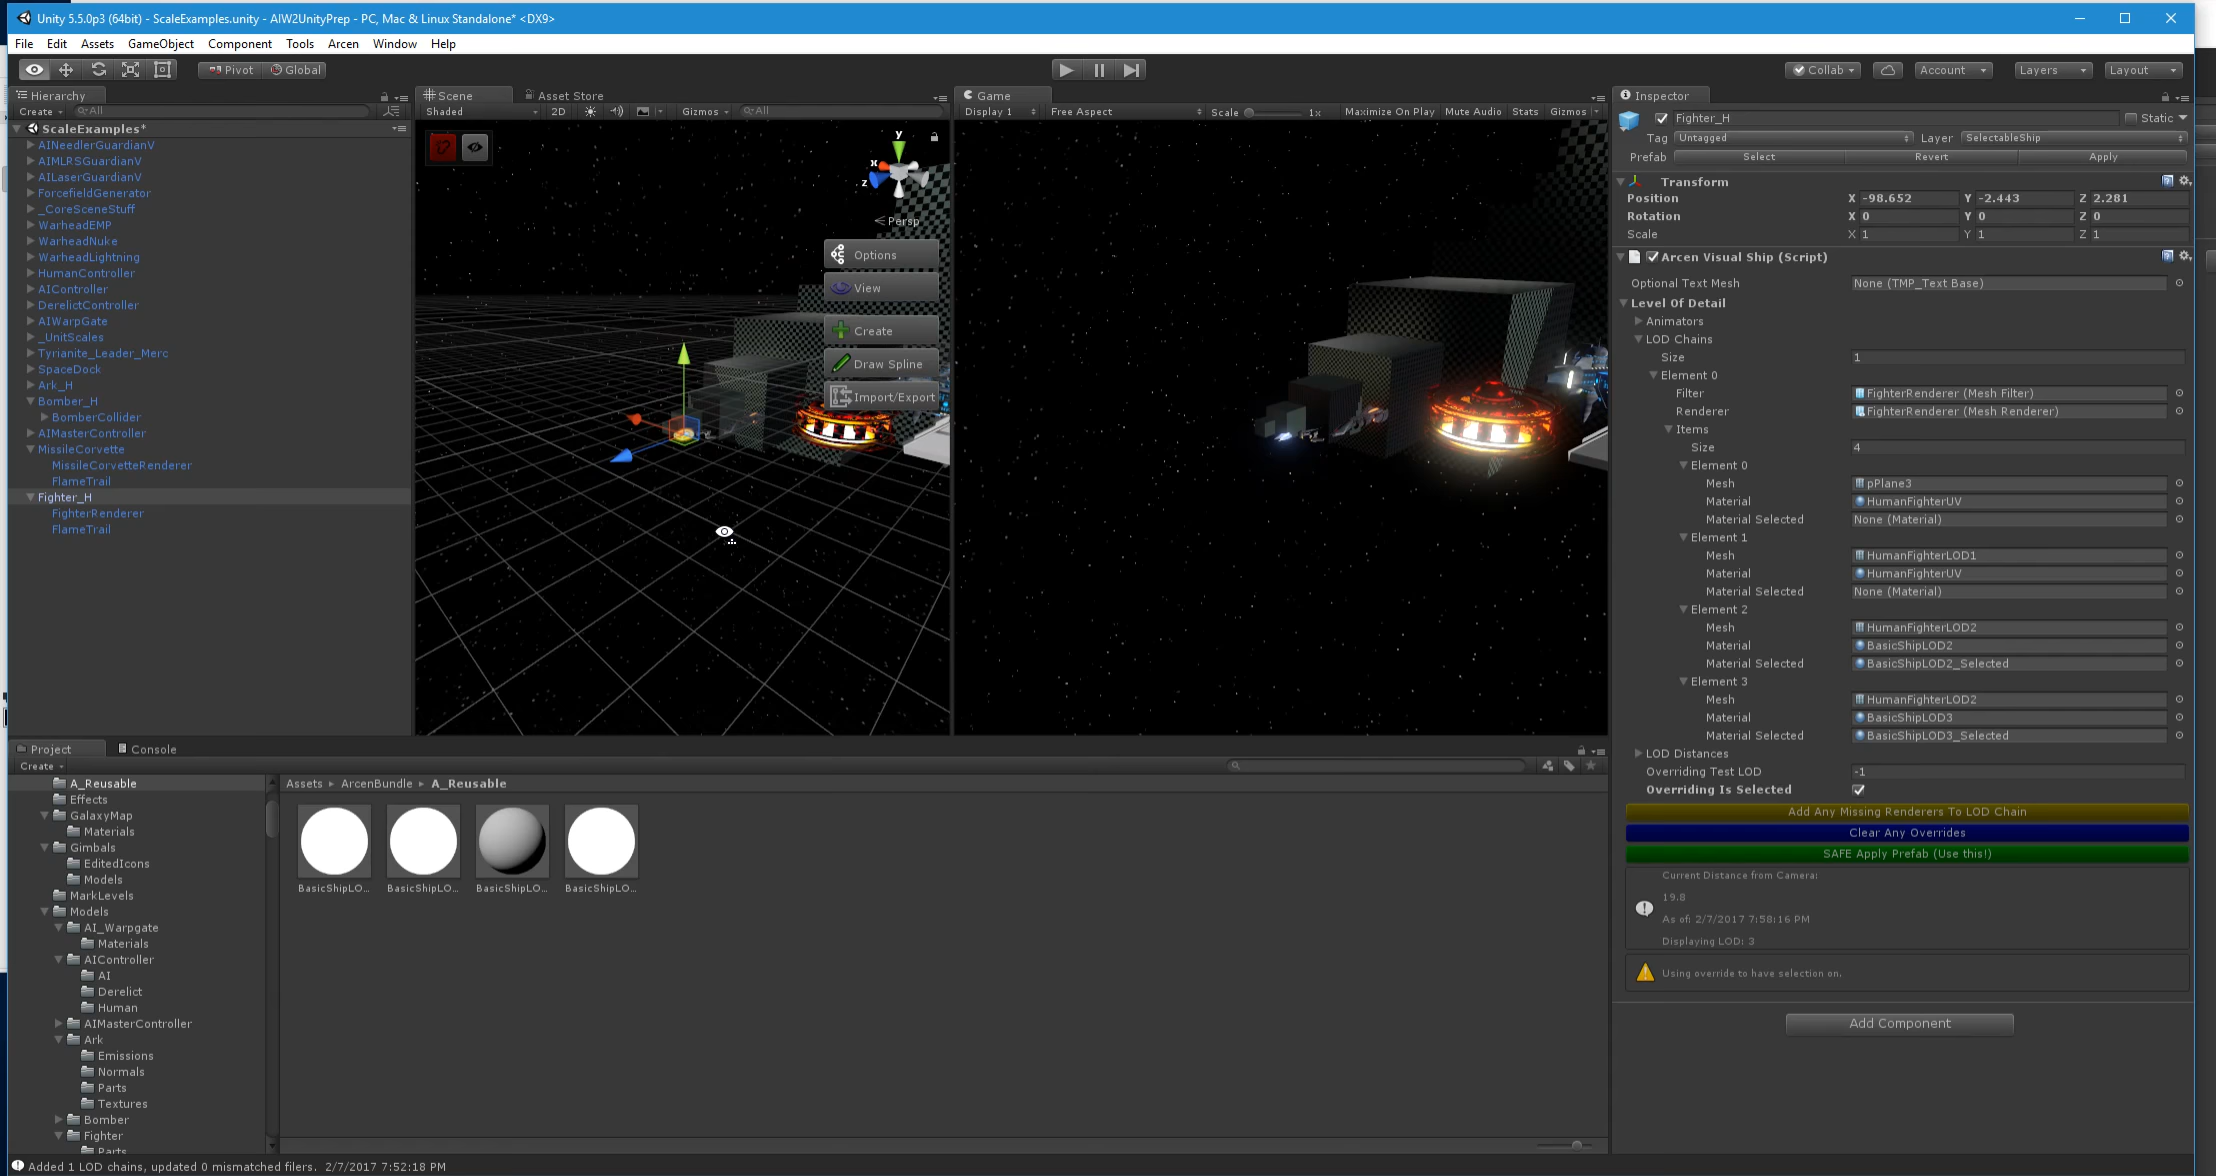 Unity 5.5.0p3 (64bit) - ScaleExamples.unity - AIW2UnityPrep - PC, Mac & Linux Standalone* <DX9>
File Edit Assets GameObject Component Tools Arcen Window Help
Pivot Global Collab Account Layers Layout
Hierarchy
Create All
ScaleExamples*
AINeedlerGuardianV
AIMLRSGuardianV
AILaserGuardianV
ForcefieldGenerator
_CoreSceneStuff
WarheadEMP
WarheadNuke
WarheadLightning
HumanController
AIController
DerelictController
AIWarpGate
_UnitScales
Tyrianite_Leader_Merc
SpaceDock
Ark_H
Bomber_H
BomberCollider
AIMasterController
MissileCorvette
MissileCorvetteRenderer
FlameTrail
Fighter_H
FighterRenderer
FlameTrail
Scene Asset Store
Shaded 2D Gizmos All
y
x
z
Persp
Options
View
Create
Draw Spline
Import/Export
Game
Display 1 Free Aspect Scale 1x Maximize On Play Mute Audio Stats Gizmos
Inspector
Fighter_H Static
Tag Untagged Layer SelectableShip
Prefab Select Revert Apply
Transform
Position X -98.652 Y -2.443 Z 2.281
Rotation X 0 Y 0 Z 0
Scale X 1 Y 1 Z 1
Arcen Visual Ship (Script)
Optional Text Mesh None (TMP_Text Base)
Level Of Detail
Animators
LOD Chains
Size 1
Element 0
Filter FighterRenderer (Mesh Filter)
Renderer FighterRenderer (Mesh Renderer)
Items
Size 4
Element 0
Mesh pPlane3
Material HumanFighterUV
Material Selected None (Material)
Element 1
Mesh HumanFighterLOD1
Material HumanFighterUV
Material Selected None (Material)
Element 2
Mesh HumanFighterLOD2
Material BasicShipLOD2
Material Selected BasicShipLOD2_Selected
Element 3
Mesh HumanFighterLOD2
Material BasicShipLOD3
Material Selected BasicShipLOD3_Selected
LOD Distances
Overriding Test LOD -1
Overriding Is Selected
Add Any Missing Renderers To LOD Chain
Clear Any Overrides
SAFE Apply Prefab (Use this!)
Current Distance from Camera:
19.8
As of: 2/7/2017 7:58:16 PM
Displaying LOD: 3
Using override to have selection on.
Add Component
Project Console
Create
A_Reusable
Effects
GalaxyMap
Materials
Gimbals
EditedIcons
Models
MarkLevels
Models
AI_Warpgate
Materials
AIController
AI
Derelict
Human
AIMasterController
Ark
Emissions
Normals
Parts
Textures
Bomber
Fighter
Parts
Assets ArcenBundle A_Reusable
BasicShipLO... BasicShipLO... BasicShipLO... BasicShipLO...
Added 1 LOD chains, updated 0 mismatched filers. 2/7/2017 7:52:18 PM